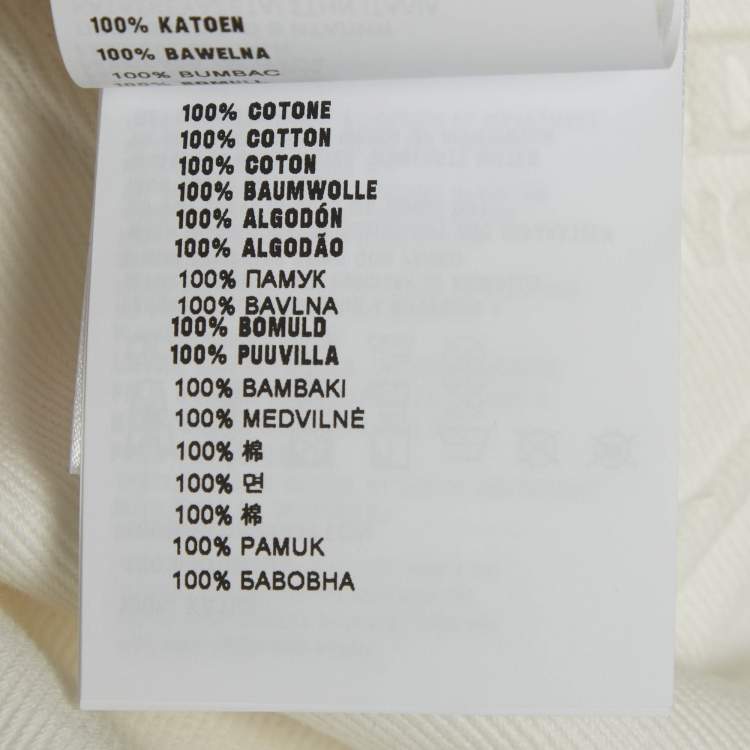 100% KATOEN
100% BAWEŁNA
100% BUMBAC
100% COTONE
100% COTTON
100% COTON
100% BAUMWOLLE
100% ALGODÓN
100% ALGODÃO
100% ПАМУК
100% BAVLNA
100% BOMULD
100% PUUVILLA
100% BAMBAKI
100% MEDVILNĖ
100% 棉
100% 면
100% 棉
100% PAMUK
100% БАВОВНА